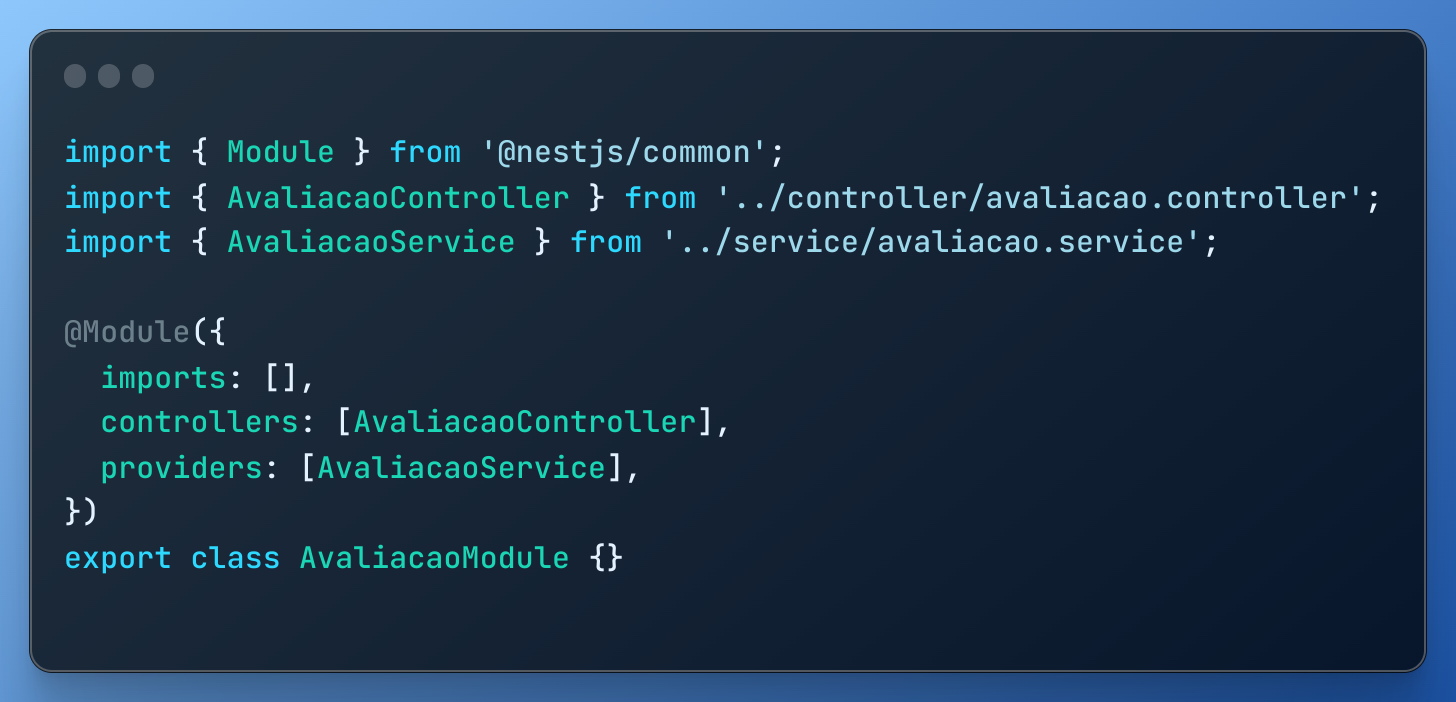 import { Module } from '@nestjs/common';
import { AvaliacaoController } from '../controller/avaliacao.controller';
import { AvaliacaoService } from '../service/avaliacao.service';

@Module({
  imports: [],
  controllers: [AvaliacaoController],
  providers: [AvaliacaoService],
})
export class AvaliacaoModule {}